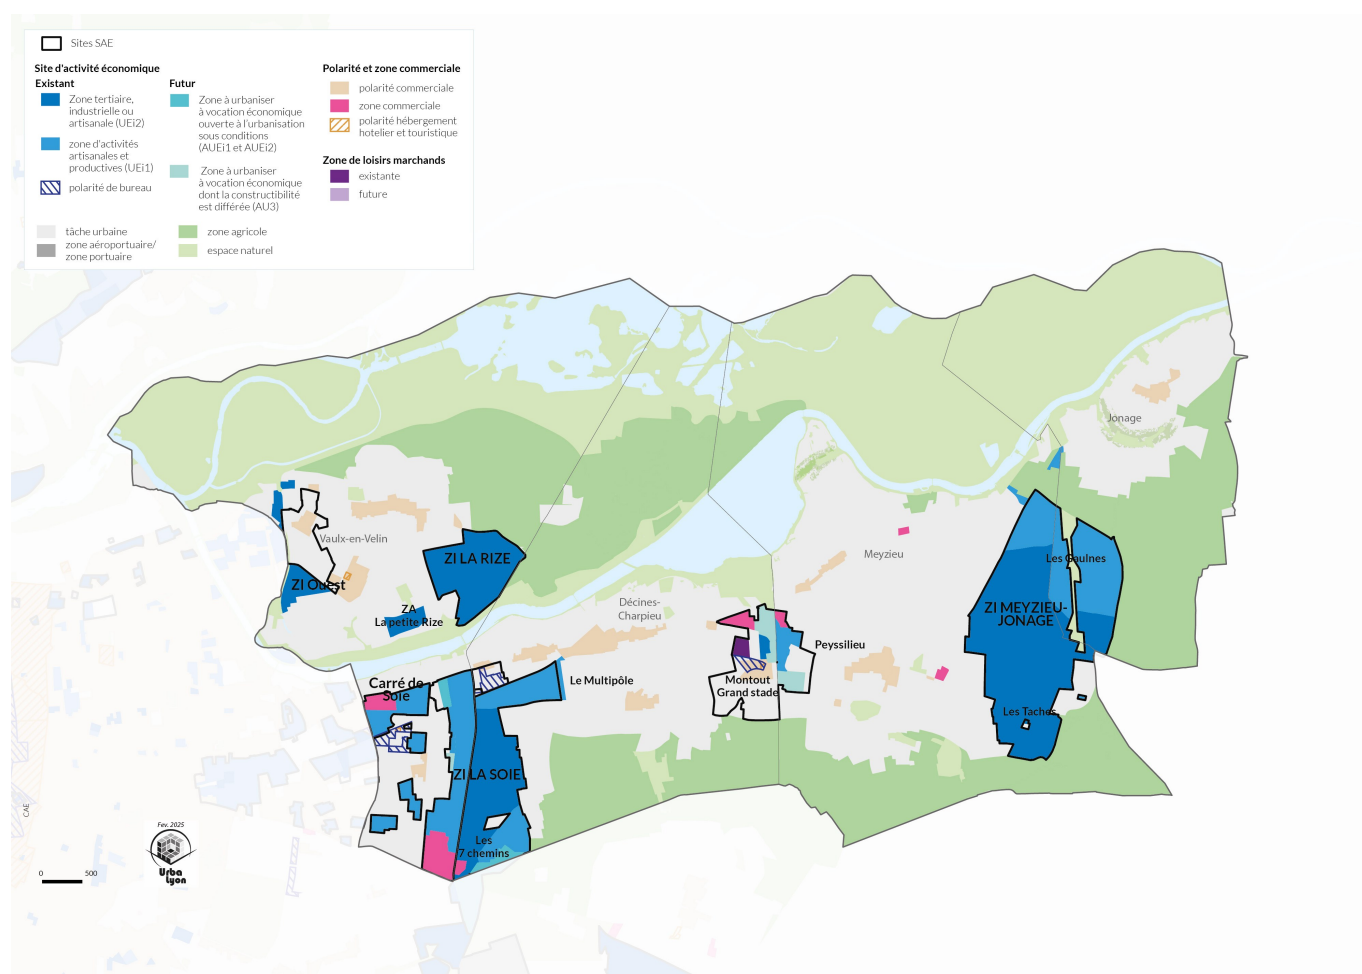 Sites SAE
Site d'activité économique
Existant
Zone tertiaire,
industrielle ou
artisanale (UEi2)
zone d'activités
artisanales et
productives (UEi1)
polarité de bureau
Futur
Zone à urbaniser
à vocation économique
ouverte à l'urbanisation
sous conditions
(AUEi1 et AUEi2)
Zone à urbaniser
à vocation économique
dont la constructibilité
est différée (AU3)
Polarité et zone commerciale
polarité commerciale
zone commerciale
polarité hébergement
hotelier et touristique
Zone de loisirs marchands
existante
future
tâche urbaine
zone aéroportuaire/
zone portuaire
zone agricole
espace naturel
Jonage
Vaulx-en-Velin
ZI LA RIZE
Meyzieu
Les Gaulnes
ZI Ouest
ZA
La petite Rize
Décines-
Charpieu
ZI MEYZIEU-
JONAGE
Peyssilieu
Carré de
Soie
Le Multipôle
Montout
Grand stade
Les Taches
ZI LA SOIE
Les
7 chemins
CAE
Fev. 2025
Urba
Lyon
0 500